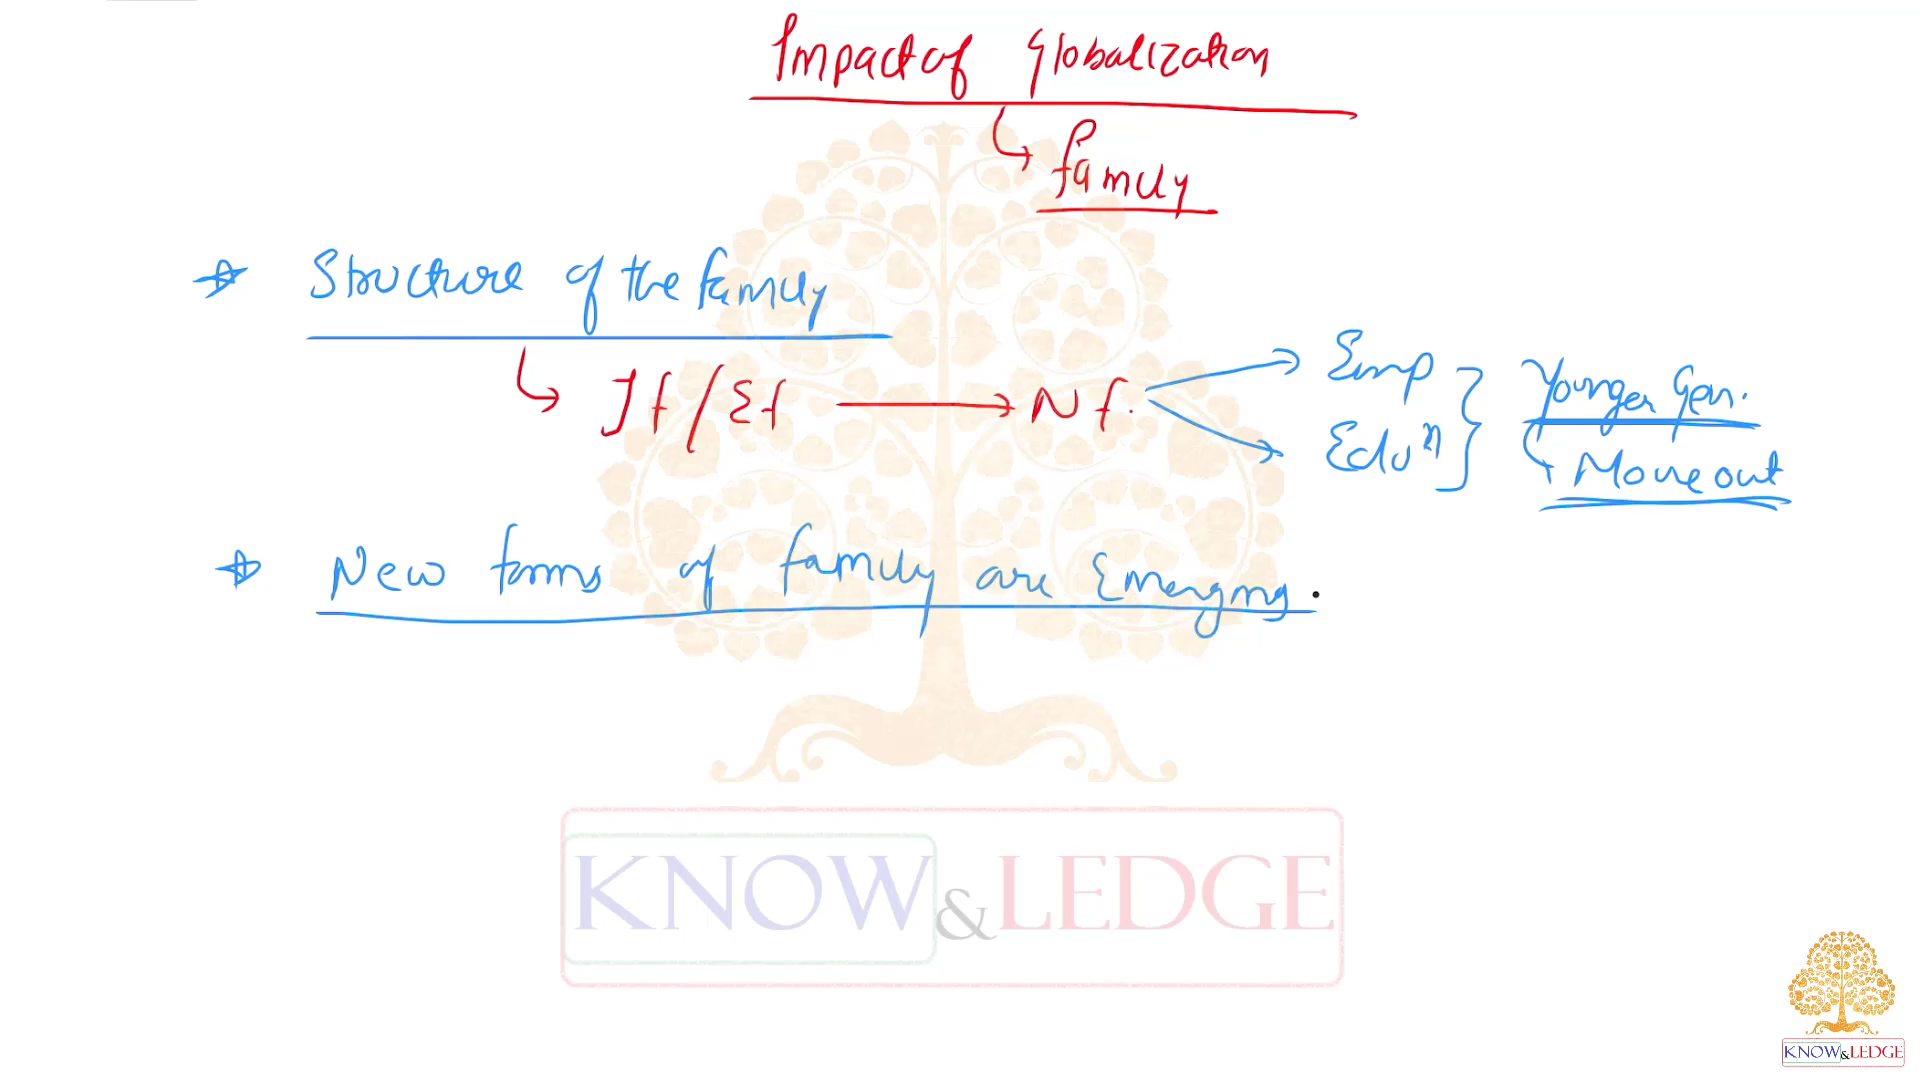 Impact of Globalization
↳ family
* Structure of the family
↳ Jf/Ef → Nf. → Emp
→ Eduⁿ } Younger Gen.
↳ Move out
* New forms of family are Emerging.
KNOW&LEDGE
KNOW&LEDGE